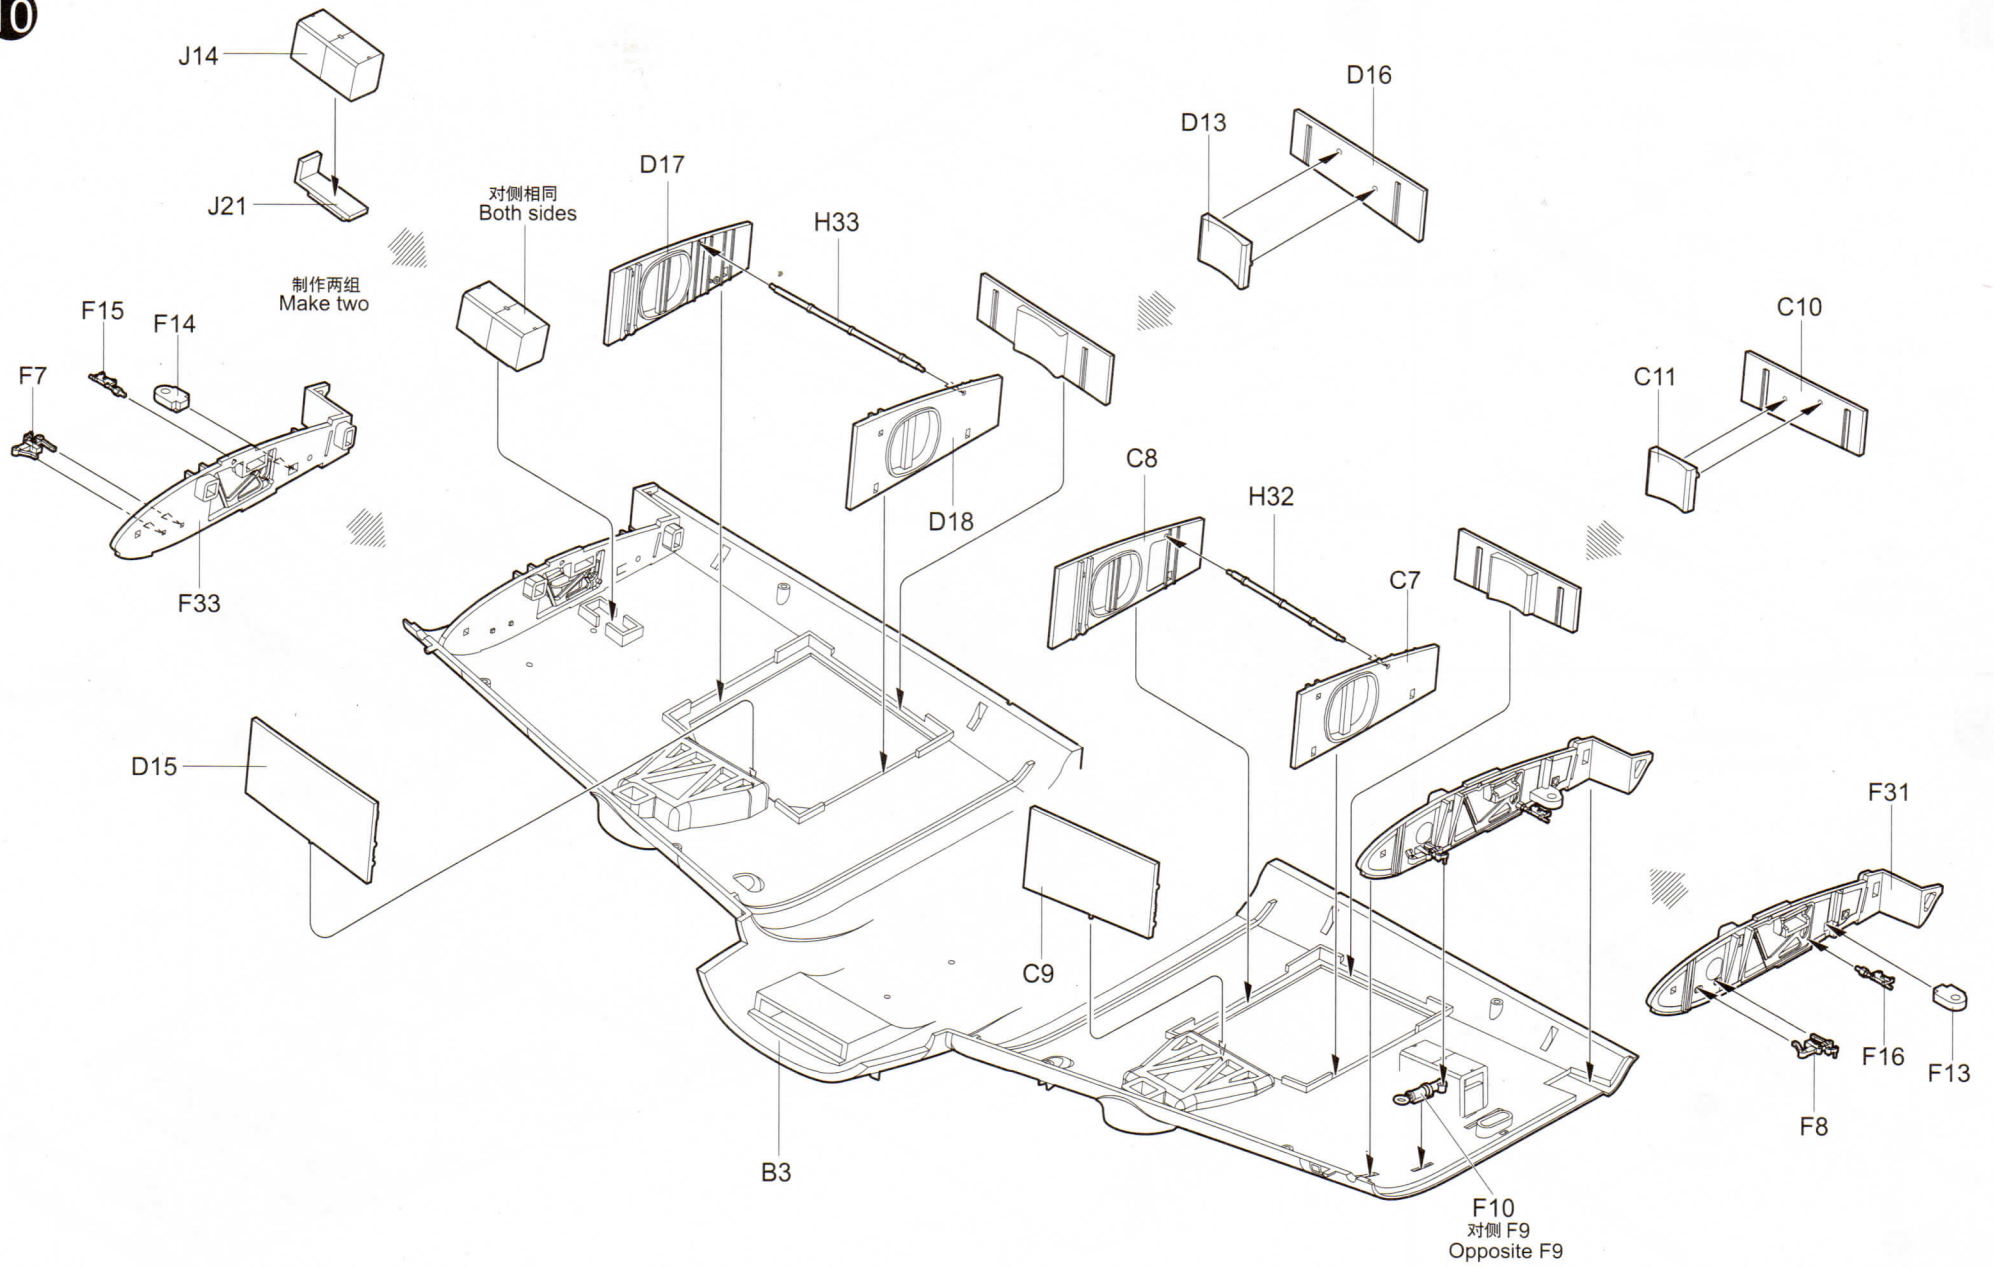 0
J14
J21
制作两组
Make two
对侧相同
Both sides
D17
H33
D13
D16
F15
F14
F7
F33
D18
C10
C11
C8
H32
C7
D15
C9
F31
F16
F13
F8
B3
F10
对侧 F9
Opposite F9